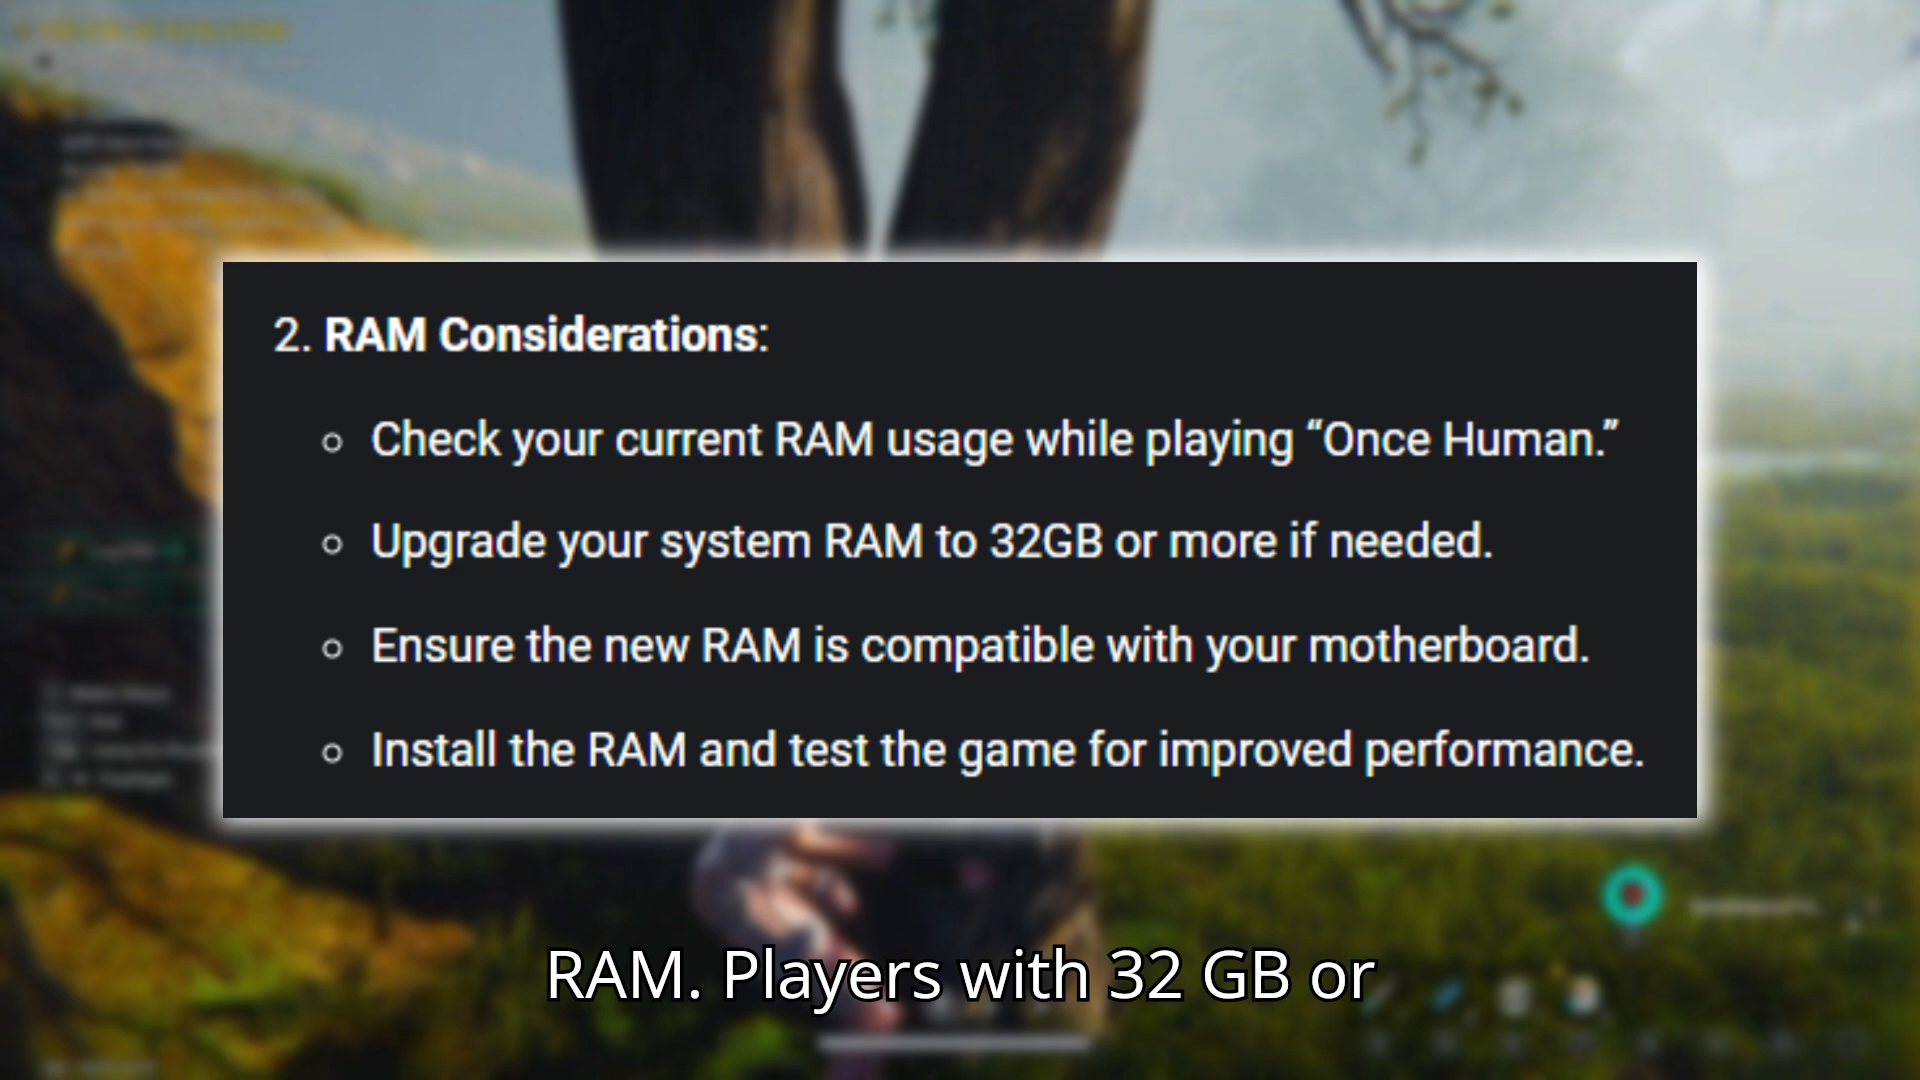 2. RAM Considerations:
Check your current RAM usage while playing “Once Human.”
Upgrade your system RAM to 32GB or more if needed.
Ensure the new RAM is compatible with your motherboard.
Install the RAM and test the game for improved performance.
RAM. Players with 32 GB or